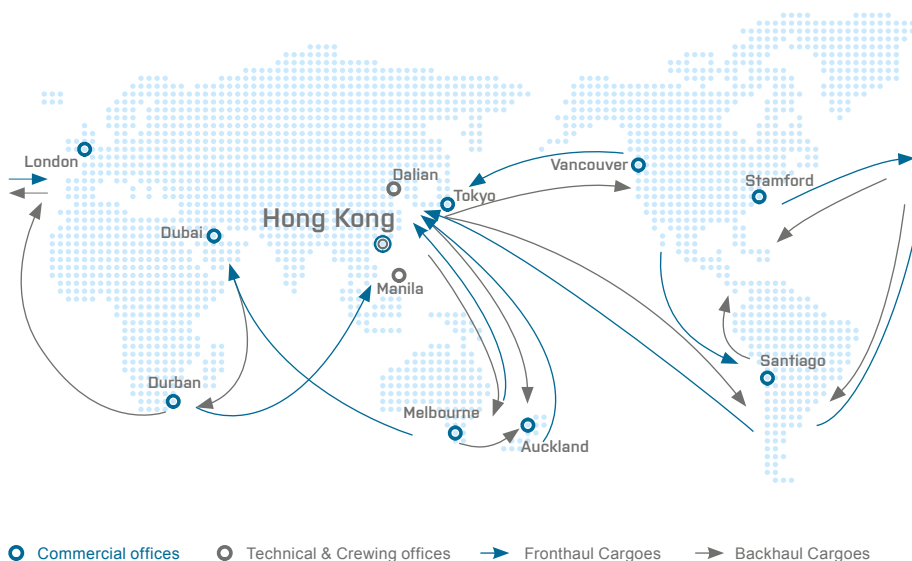 London
Dalian
Vancouver
Tokyo
Stamford
Hong Kong
Dubai
Manila
Santiago
Durban
Melbourne
Auckland
Commercial offices
Technical & Crewing offices
Fronthaul Cargoes
Backhaul Cargoes